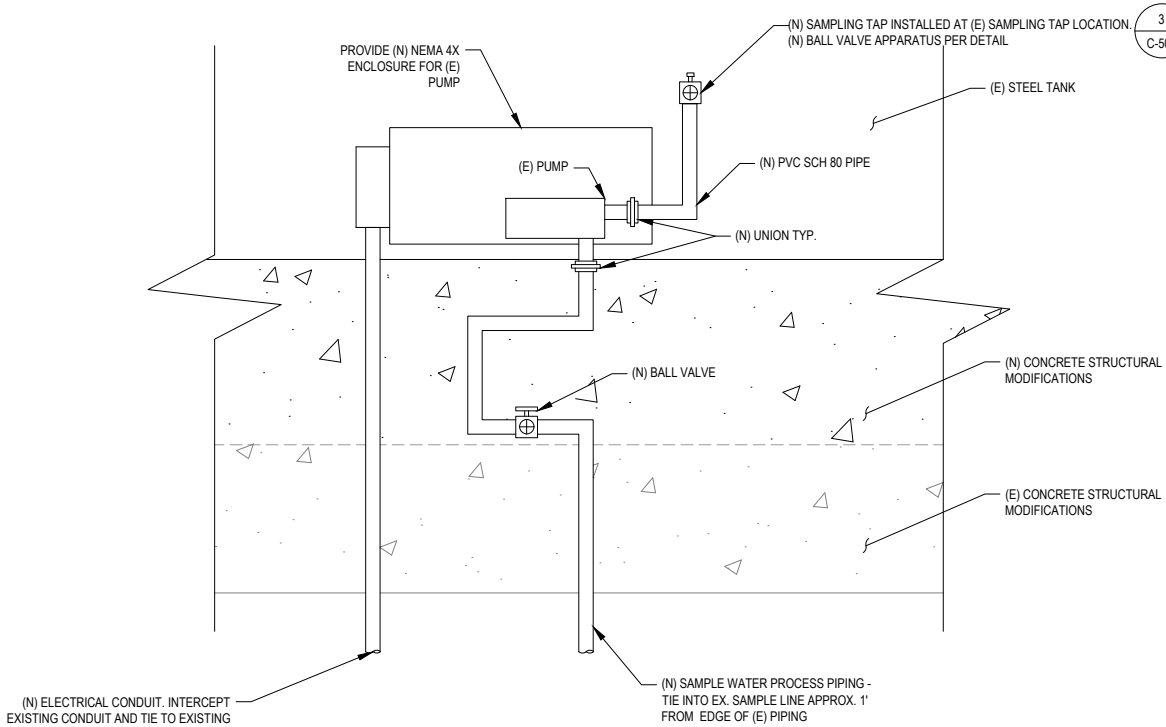 (N) SAMPLING TAP INSTALLED AT (E) SAMPLING TAP LOCATION.
(N) BALL VALVE APPARATUS PER DETAIL
3
PROVIDE (N) NEMA 4X
ENCLOSURE FOR (E)
PUMP
(E) STEEL TANK
(E) PUMP
(N) PVC SCH 80 PIPE
(N) UNION TYP.
(N) BALL VALVE
(N) CONCRETE STRUCTURAL
MODIFICATIONS
(E) CONCRETE STRUCTURAL
MODIFICATIONS
(N) ELECTRICAL CONDUIT. INTERCEPT
EXISTING CONDUIT AND TIE TO EXISTING
(N) SAMPLE WATER PROCESS PIPING -
TIE INTO EX. SAMPLE LINE APPROX. 1'
FROM EDGE OF (E) PIPING